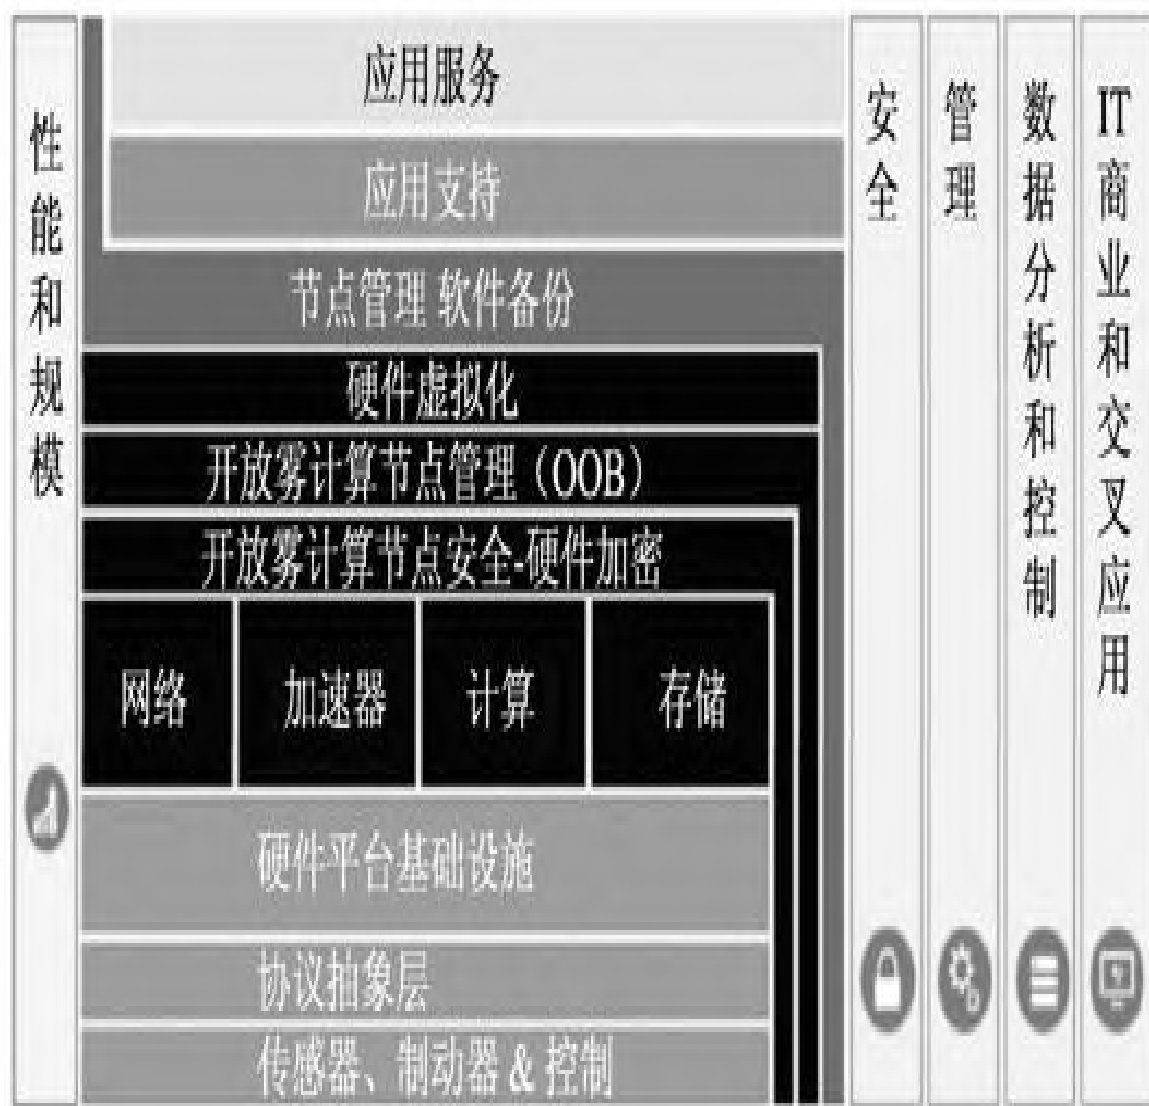 性能和规模
应用服务
应用支持
节点管理 软件备份
硬件虚拟化
开放雾计算节点管理（OOB）
开放雾计算节点安全-硬件加密
网络
加速器
计算
存储
硬件平台基础设施
协议抽象层
传感器、制动器 & 控制
安全
管理
数据分析和控制
IT商业和交叉应用